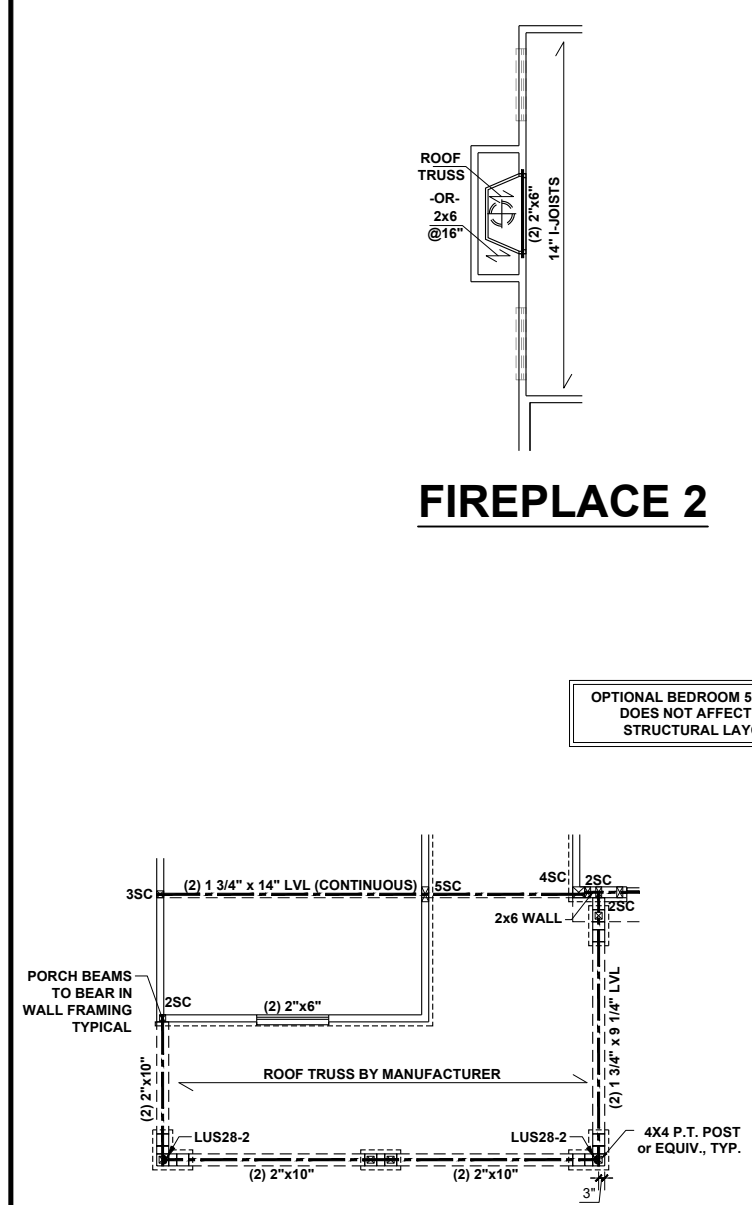 ROOF
TRUSS
-OR-
2x6
@16"
(2) 2"x6"
14" I-JOISTS
FIREPLACE 2
OPTIONAL BEDROOM 5
DOES NOT AFFECT
STRUCTURAL
3SC
(2) 1 3/4" x 14" LVL (CONTINUOUS)
5SC
4SC
2SC
2SC
2x6 WALL
PORCH BEAMS
TO BEAR IN
WALL FRAMING
TYPICAL
2SC
(2) 2"x6"
(2) 2"x10"
ROOF TRUSS BY MANUFACTURER
(2) 1 3/4" x 9 1/4" LVL
LUS28-2
LUS28-2
4X4 P.T. POST
or EQUIV., TYP.
(2) 2"x10"
(2) 2"x10"
3"